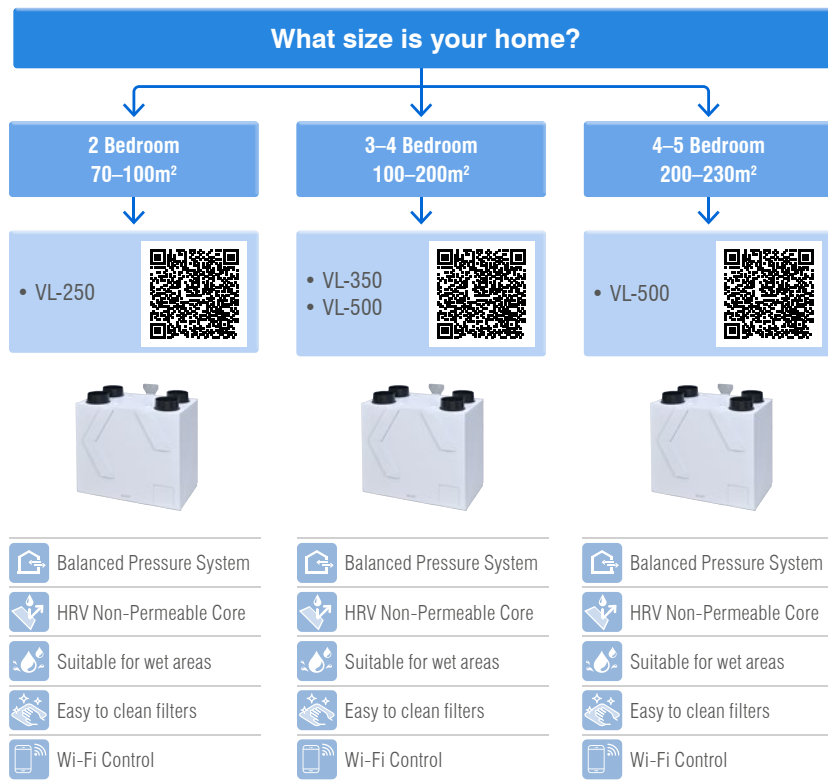 What size is your home?
2 Bedroom
70–100m²
3–4 Bedroom
100–200m²
4–5 Bedroom
200–230m²
• VL-250
• VL-350
• VL-500
• VL-500
Balanced Pressure System
HRV Non-Permeable Core
Suitable for wet areas
Easy to clean filters
Wi-Fi Control
Balanced Pressure System
HRV Non-Permeable Core
Suitable for wet areas
Easy to clean filters
Wi-Fi Control
Balanced Pressure System
HRV Non-Permeable Core
Suitable for wet areas
Easy to clean filters
Wi-Fi Control